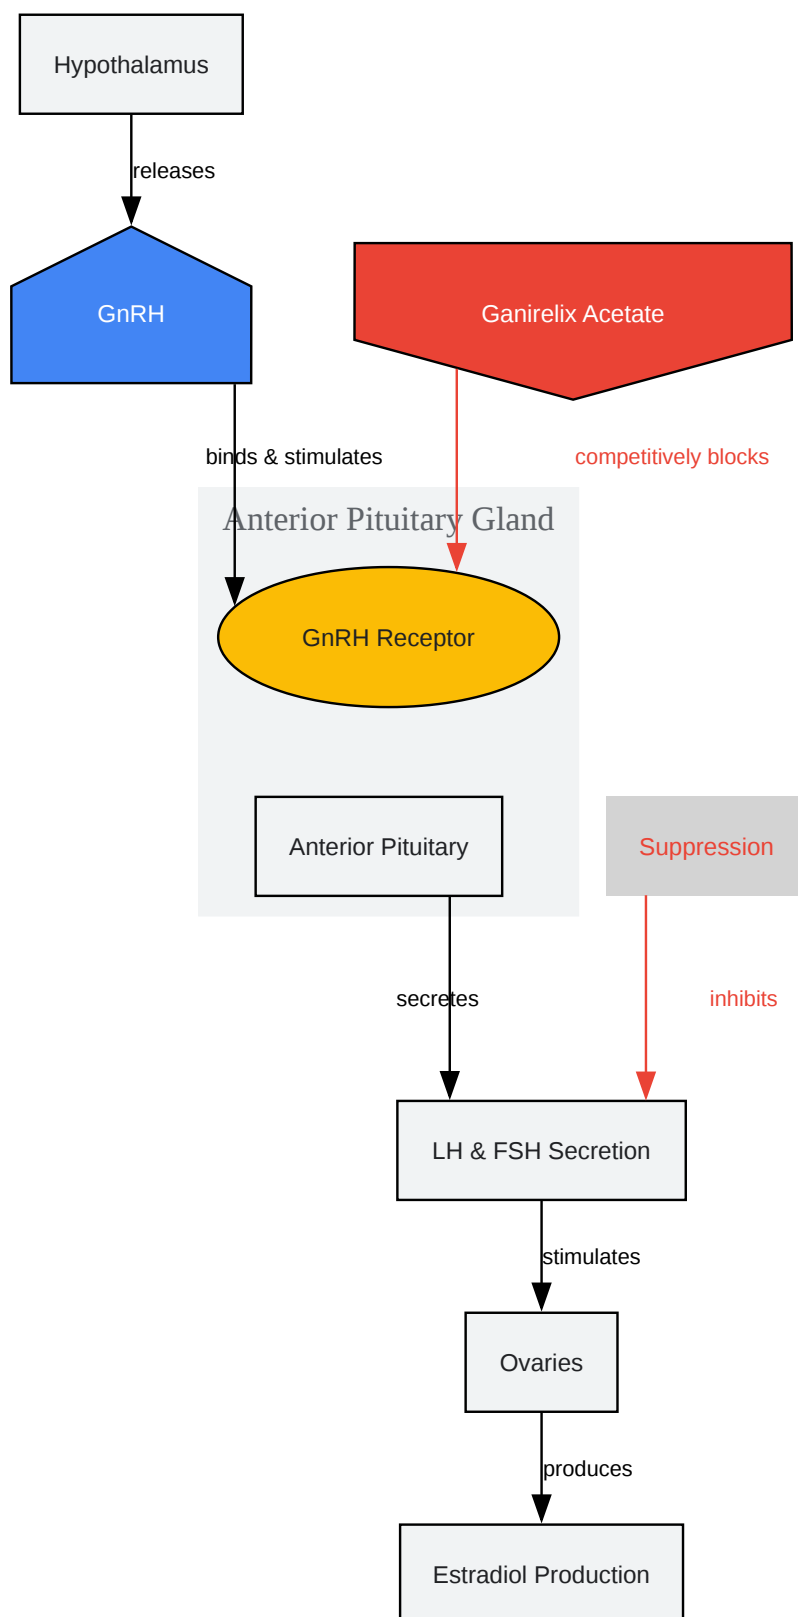 Hypothalamus
releases
GnRH
Ganirelix Acetate
binds & stimulates
competitively blocks
Anterior Pituitary Gland
GnRH Receptor
Anterior Pituitary
Suppression
secretes
inhibits
LH & FSH Secretion
stimulates
Ovaries
produces
Estradiol Production